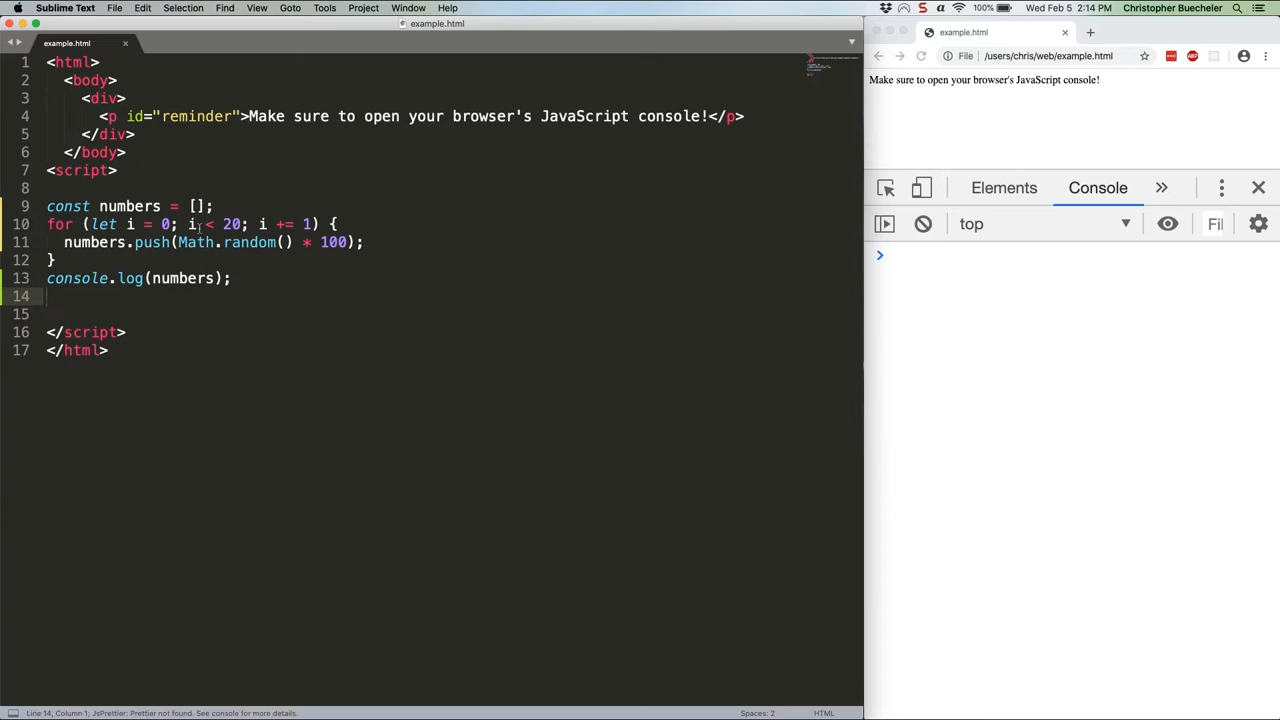 Sublime Text File Edit Selection Find View Goto Tools Project Window Help 100% Wed Feb 5 2:14 PM Christopher Buecheler
example.html
example.html
example.html
File /users/chris/web/example.html
Make sure to open your browser's JavaScript console!
1 <html>
2 <body>
3 <div>
4 <p id="reminder">Make sure to open your browser's JavaScript console!</p>
5 </div>
6 </body>
7 <script>
8
9 const numbers = [];
10 for (let i = 0; i < 20; i += 1) {
11 numbers.push(Math.random() * 100);
12 }
13 console.log(numbers);
14
15
16 </script>
17 </html>
Elements Console
top Fil
Line 14, Column 1; JsPrettier: Prettier not found. See console for more details. Spaces: 2 HTML